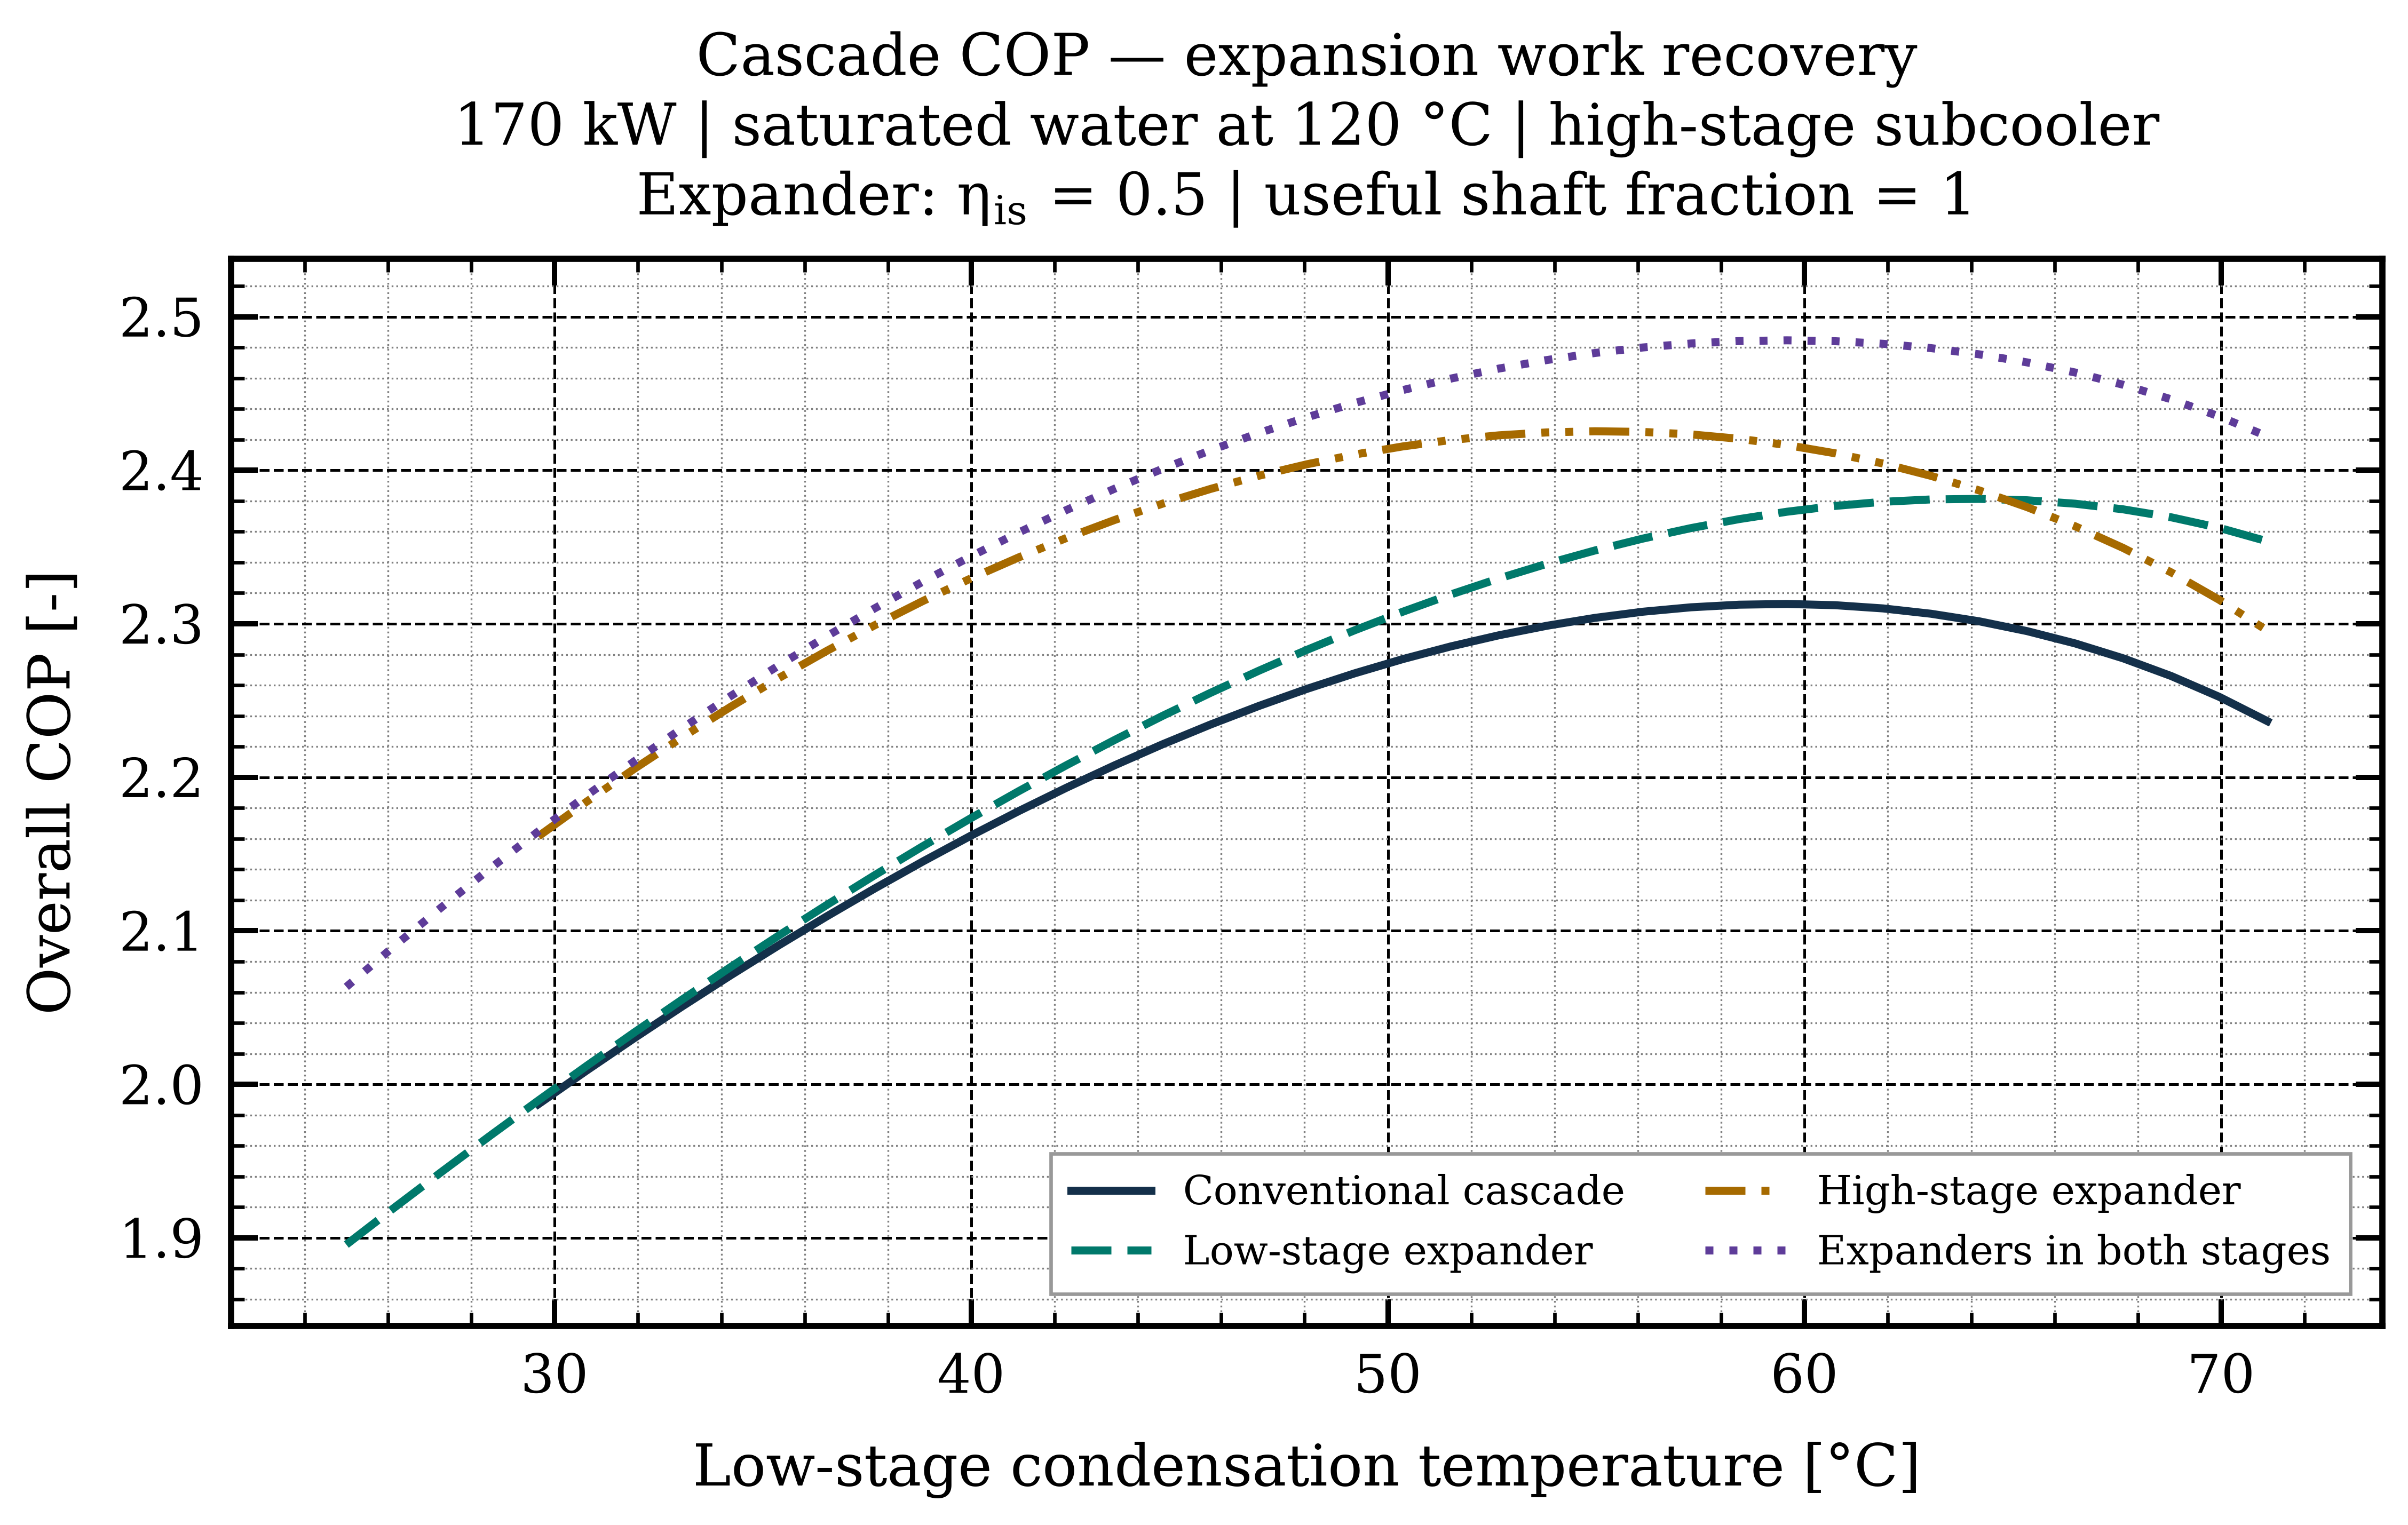 Cascade COP — expansion work recovery
170 kW | saturated water at 120 °C | high-stage subcooler
Expander: ηis = 0.5 | useful shaft fraction = 1
Overall COP [-]
2.5
2.4
2.3
2.2
2.1
2.0
1.9
Conventional cascade
Low-stage expander
High-stage expander
Expanders in both stages
30 40 50 60 70
Low-stage condensation temperature [°C]